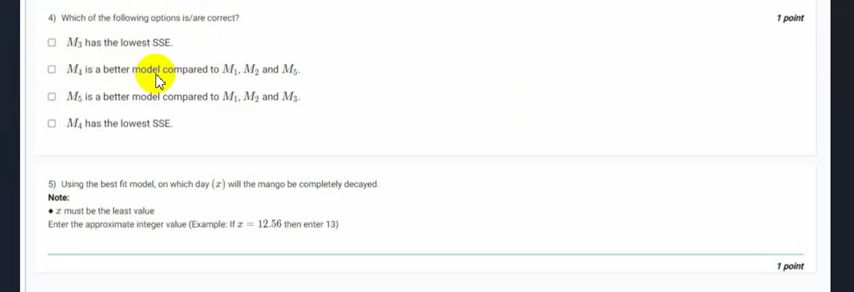 4) Which of the following options is/are correct?
1 point
M₃ has the lowest SSE.
M₄ is a better model compared to M₁, M₂ and M₅.
M₅ is a better model compared to M₁, M₂ and M₃.
M₄ has the lowest SSE.
5) Using the best fit model, on which day (x) will the mango be completely decayed.
Note:
• x must be the least value
Enter the approximate integer value (Example: If x = 12.56 then enter 13)
1 point